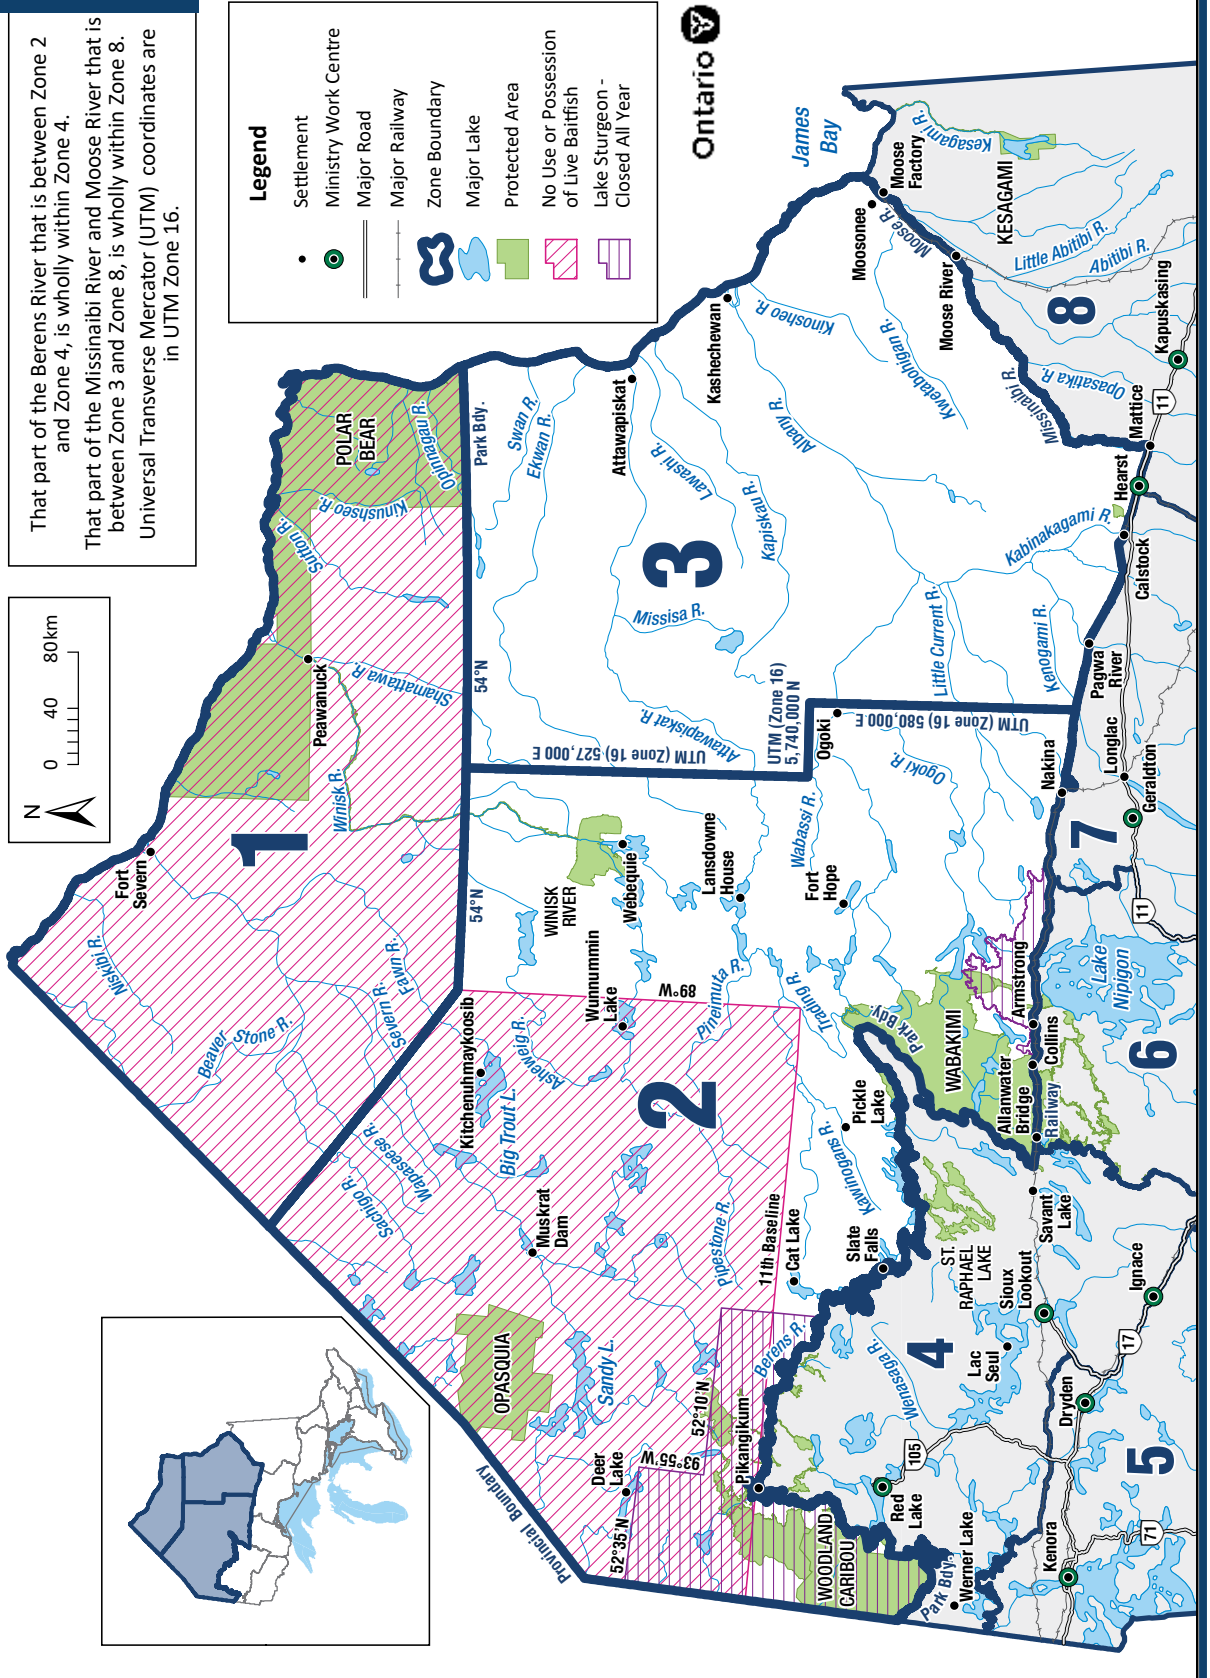 That part of the Berens River that is between Zone 2
and Zone 4, is wholly within Zone 4.
That part of the Missinaibi River and Moose River that is
between Zone 3 and Zone 8, is wholly within Zone 8.
Universal Transverse Mercator (UTM) coordinates are
in UTM Zone 16.
N
0 40 80km
Legend
Settlement
Ministry Work Centre
Major Road
Major Railway
Zone Boundary
Major Lake
Protected Area
No Use or Possession
of Live Baitfish
Lake Sturgeon -
Closed All Year
Ontario
James
Bay
1
Fort
Severn
Peawanuck
POLAR
BEAR
Niskibi R.
Beaver
Stone R.
Severn R.
Fawn R.
Winisk R.
Shamattawa R.
Sutton R.
Kinushseo R.
Opinnagau R.
Park Bdy.
54°N
54°N
2
Provincial Boundary
Sachigo R.
Wapaseese R.
Kitchenuhmaykoosib
Big Trout L.
Asheweig R.
Muskrat
Dam
OPASQUIA
Sandy L.
Deer
Lake
52°35'N
93°55'W
52°10'N
Pikangikum
Berens R.
WOODLAND
CARIBOU
Park Bdy.
Pipestone R.
11th Baseline
Cat Lake
Slate
Falls
Kawinogans R.
Pickle
Lake
Wunnummin
Lake
89°W
Pineimuta R.
Trading R.
WINISK
RIVER
Webequie
Lansdowne
House
Fort
Hope
Wabassi R.
Ogoki R.
Ogoki
Park Bdy.
WABAKIMI
Armstrong
Collins
Allanwater
Bridge
Railway
Nakina
UTM (Zone 16) 527,000 E
UTM (Zone 16)
5,740,000 N
UTM (Zone 16) 580,000 E
3
Swan R.
Ekwan R.
Attawapiskat
Lawashi R.
Kapiskau R.
Missisa R.
Attawapiskat R.
Kashechewan
Albany R.
Kinosheo R.
Kwetabohigan R.
Little Current R.
Kenogami R.
Kabinakagami R.
Moosonee
Moose
Factory
Moose R.
Moose River
Missinaibi R.
Pagwa
River
Calstock
Hearst
Mattice
8
Kesagami R.
KESAGAMI
Little Abitibi R.
Abitibi R.
Opasatika R.
Kapuskasing
11
7
Longlac
Geraldton
11
6
Lake
Nipigon
4
ST.
RAPHAEL
LAKE
Savant
Lake
Sioux
Lookout
Lac
Seul
Wenasaga R.
Red
Lake
105
Werner Lake
Ignace
17
Dryden
5
Kenora
71